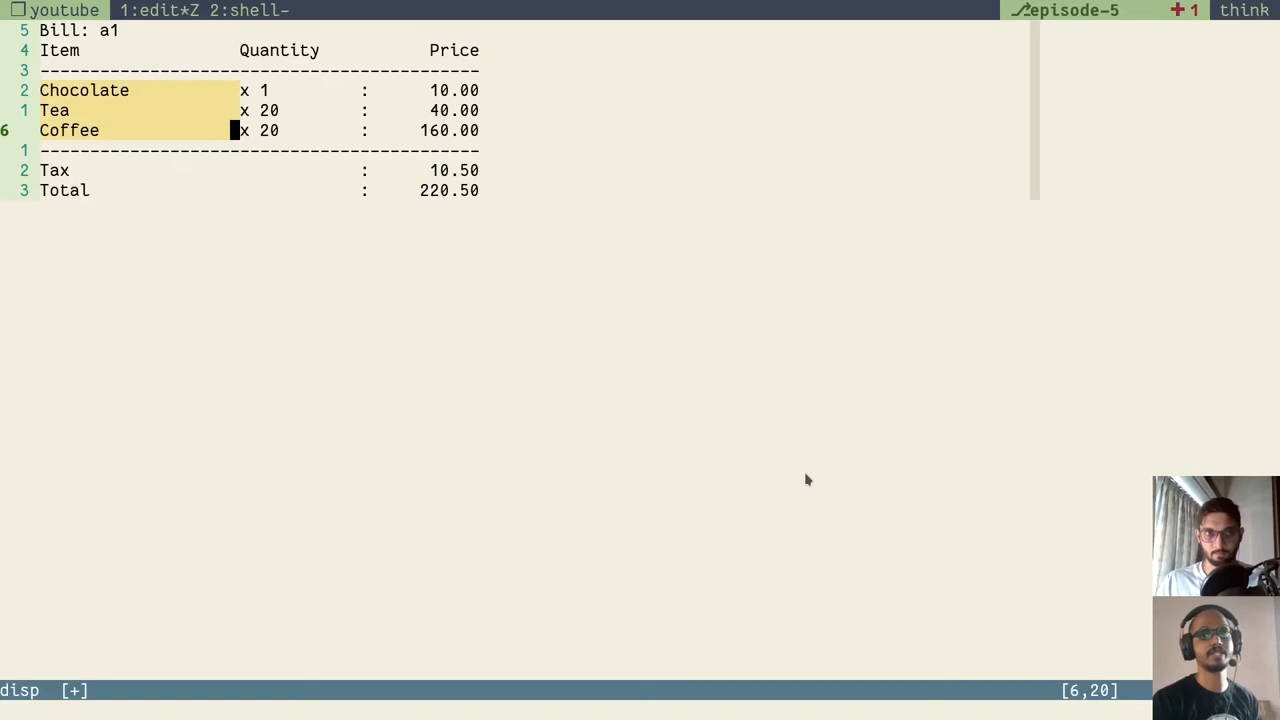 ❐ youtube 1:edit*Z 2:shell- ⎇episode-5 ✚ 1 think
5 Bill: a1
4 Item Quantity Price
3 --------------------------------------------
2 Chocolate x 1 : 10.00
1 Tea x 20 : 40.00
6 Coffee x 20 : 160.00
1 --------------------------------------------
2 Tax : 10.50
3 Total : 220.50
disp [+] [6,20]